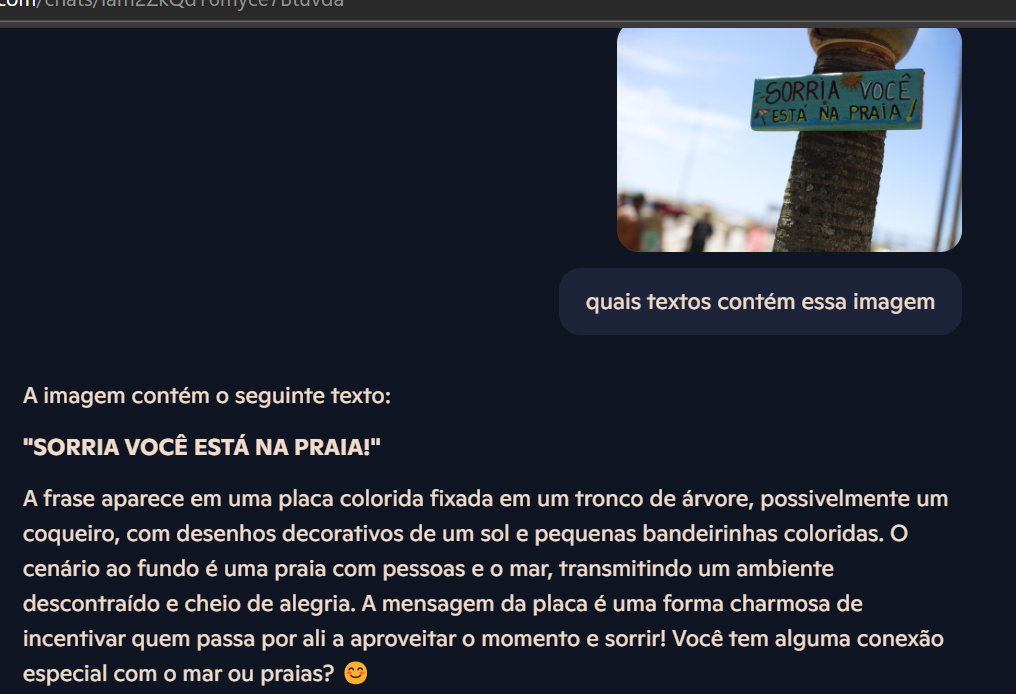 SORRIA VOCÊ
ESTÁ NA PRAIA!
quais textos contém essa imagem
A imagem contém o seguinte texto:
"SORRIA VOCÊ ESTÁ NA PRAIA!"
A frase aparece em uma placa colorida fixada em um tronco de árvore, possivelmente um
coqueiro, com desenhos decorativos de um sol e pequenas bandeirinhas coloridas. O
cenário ao fundo é uma praia com pessoas e o mar, transmitindo um ambiente
descontraído e cheio de alegria. A mensagem da placa é uma forma charmosa de
incentivar quem passa por ali a aproveitar o momento e sorrir! Você tem alguma conexão
especial com o mar ou praias? 😊